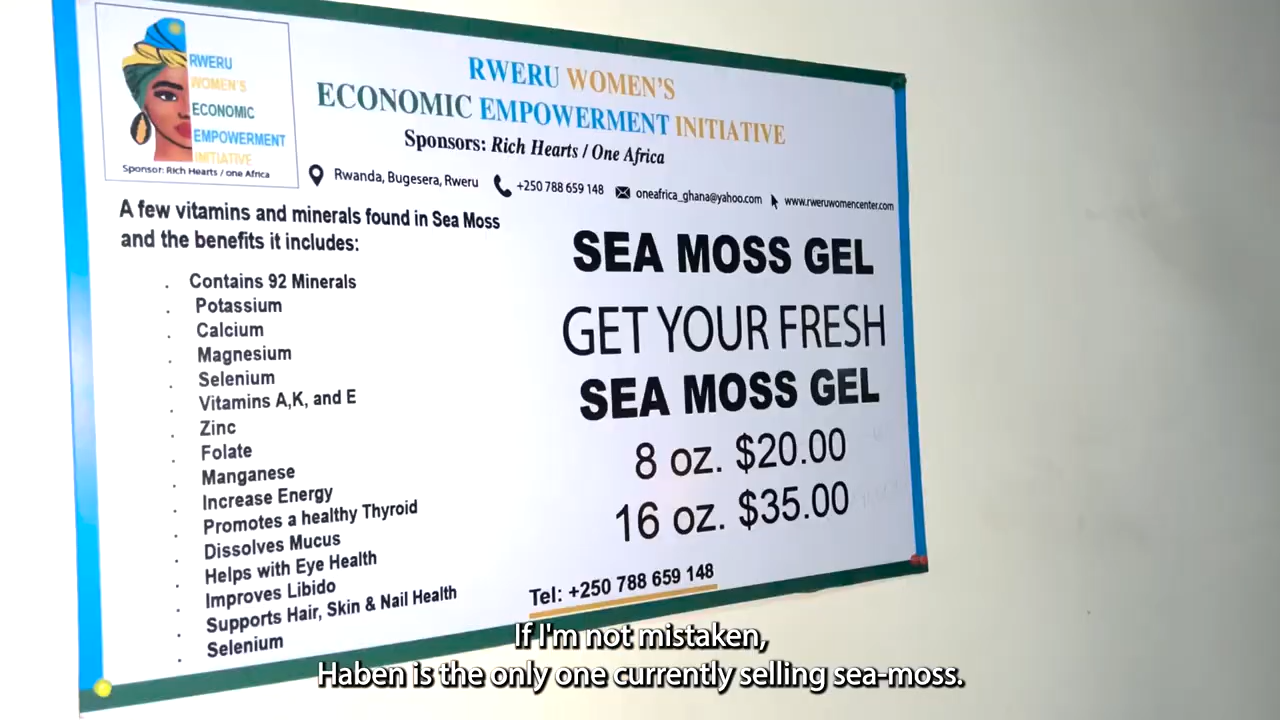 RWERU
WOMEN'S
ECONOMIC
EMPOWERMENT
INITIATIVE
Sponsor: Rich Hearts / one Africa
RWERU WOMEN'S
ECONOMIC EMPOWERMENT INITIATIVE
Sponsors: Rich Hearts / One Africa
Rwanda, Bugesera, Rweru +250 788 659 148 oneafrica_ghana@yahoo.com www.rweruwomencenter.com
A few vitamins and minerals found in Sea Moss
and the benefits it includes:
. Contains 92 Minerals
. Potassium
. Calcium
. Magnesium
. Selenium
. Vitamins A,K, and E
. Zinc
. Folate
. Manganese
. Increase Energy
. Promotes a healthy Thyroid
. Dissolves Mucus
. Helps with Eye Health
. Improves Libido
. Supports Hair, Skin & Nail Health
. Selenium
SEA MOSS GEL
GET YOUR FRESH
SEA MOSS GEL
8 oz. $20.00
16 oz. $35.00
Tel: +250 788 659 148
If I'm not mistaken,
Haben is the only one currently selling sea-moss.